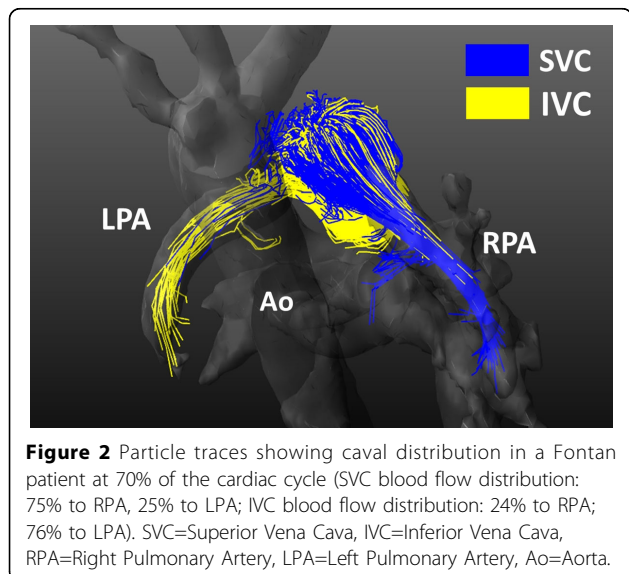 SVC
IVC
LPA
RPA
Ao
Figure 2 Particle traces showing caval distribution in a Fontan
patient at 70% of the cardiac cycle (SVC blood flow distribution:
75% to RPA, 25% to LPA; IVC blood flow distribution: 24% to RPA;
76% to LPA). SVC=Superior Vena Cava, IVC=Inferior Vena Cava,
RPA=Right Pulmonary Artery, LPA=Left Pulmonary Artery, Ao=Aorta.